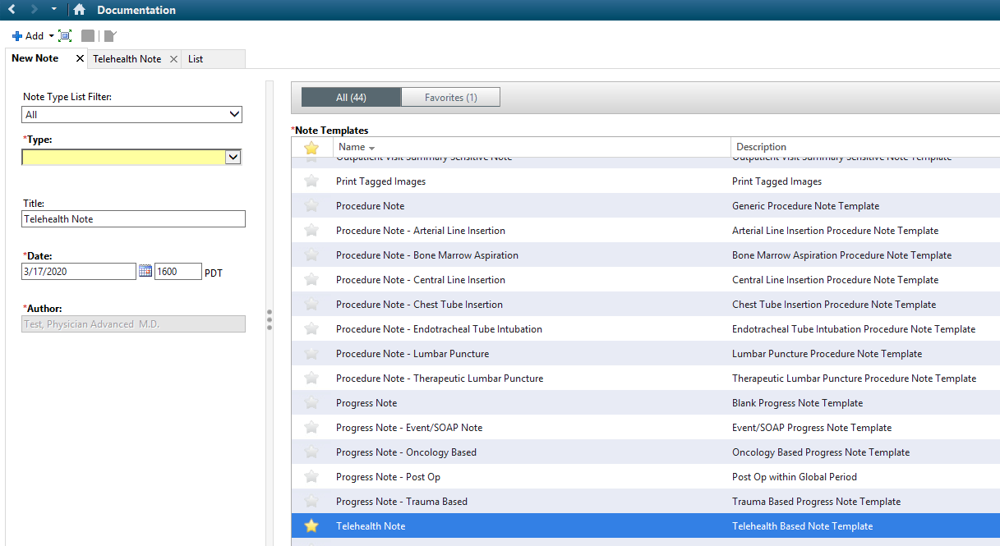 Documentation
Add
New Note
Telehealth Note
List
Note Type List Filter:
All
*Type:
Title:
Telehealth Note
*Date:
3/17/2020 1600 PDT
*Author:
Test, Physician Advanced M.D.
All (44) Favorites (1)
*Note Templates
Name Description
Outpatient Visit Summary Sensitive Note Outpatient Visit Summary Sensitive Note Template
Print Tagged Images Print Tagged Images
Procedure Note Generic Procedure Note Template
Procedure Note - Arterial Line Insertion Arterial Line Insertion Procedure Note Template
Procedure Note - Bone Marrow Aspiration Bone Marrow Aspiration Procedure Note Template
Procedure Note - Central Line Insertion Central Line Insertion Procedure Note Template
Procedure Note - Chest Tube Insertion Chest Tube Insertion Procedure Note Template
Procedure Note - Endotracheal Tube Intubation Endotracheal Tube Intubation Procedure Note Template
Procedure Note - Lumbar Puncture Lumbar Puncture Procedure Note Template
Procedure Note - Therapeutic Lumbar Puncture Therapeutic Lumbar Puncture Procedure Note Template
Progress Note Blank Progress Note Template
Progress Note - Event/SOAP Note Event/SOAP Progress Note Template
Progress Note - Oncology Based Oncology Based Progress Note Template
Progress Note - Post Op Post Op within Global Period
Progress Note - Trauma Based Trauma Based Progress Note Template
Telehealth Note Telehealth Based Note Template